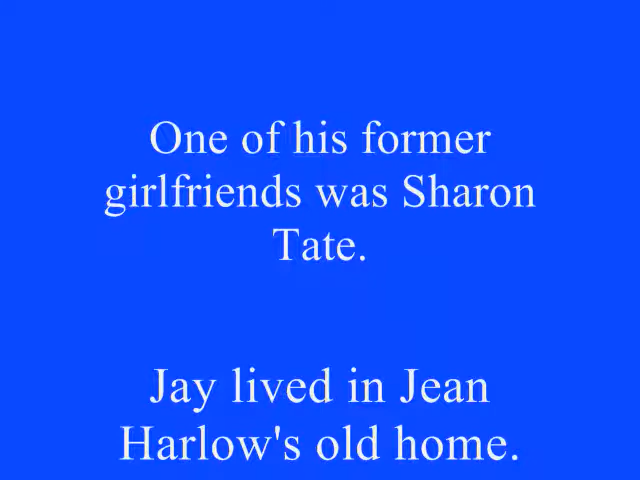 One of his former
girlfriends was Sharon
Tate.
Jay lived in Jean
Harlow's old home.